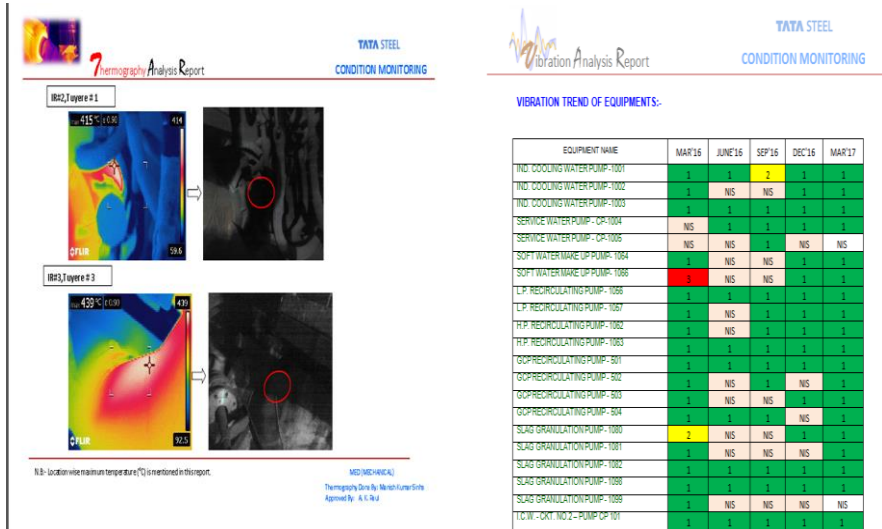 TATA STEEL
Thermography Analysis Report
CONDITION MONITORING
IR#2,Tuyere # 1
max 415 °C ε 0.90
414
FLIR
59.6
IR#3,Tuyere # 3
max 439 °C ε 0.90
439
FLIR
92.5
N.B:- Location wise maximum temperature (°C) is mentioned in this report.
MED (MECHANICAL)
Thermography Done By: Manish Kumar Sinha
Approved By: A. K. Raul
TATA STEEL
Vibration Analysis Report
CONDITION MONITORING
VIBRATION TREND OF EQUIPMENTS:-
EQUIPMENT NAME MAR'16 JUNE'16 SEP'16 DEC'16 MAR'17
IND. COOLING WATER PUMP-1001 1 1 2 1 1
IND. COOLING WATER PUMP-1002 1 NIS NIS 1 1
IND. COOLING WATER PUMP-1003 1 1 1 1 1
SERVICE WATER PUMP - CP-1004 NIS 1 1 1 1
SERVICE WATER PUMP - CP-1005 NIS NIS 1 NIS NIS
SOFT WATER MAKE UP PUMP- 1064 1 NIS NIS 1 1
SOFT WATER MAKE UP PUMP- 1066 3 NIS NIS 1 1
L.P. RECIRCULATING PUMP - 1056 1 1 1 1 1
L.P. RECIRCULATING PUMP - 1057 1 NIS 1 1 1
H.P. RECIRCULATING PUMP - 1062 1 NIS 1 1 1
H.P. RECIRCULATING PUMP - 1063 1 1 1 1 1
GCP RECIRCULATING PUMP - 501 1 1 1 1 1
GCP RECIRCULATING PUMP - 502 1 NIS 1 NIS 1
GCP RECIRCULATING PUMP - 503 1 NIS NIS 1 1
GCP RECIRCULATING PUMP - 504 1 1 1 NIS 1
SLAG GRANULATION PUMP - 1080 2 NIS NIS 1 1
SLAG GRANULATION PUMP - 1081 1 NIS NIS NIS 1
SLAG GRANULATION PUMP - 1082 1 1 1 1 1
SLAG GRANULATION PUMP - 1098 1 1 1 1 1
SLAG GRANULATION PUMP - 1099 1 NIS NIS NIS NIS
I.C.W. - CKT. NO.2 – PUMP CP 101 1 1 1 1 1